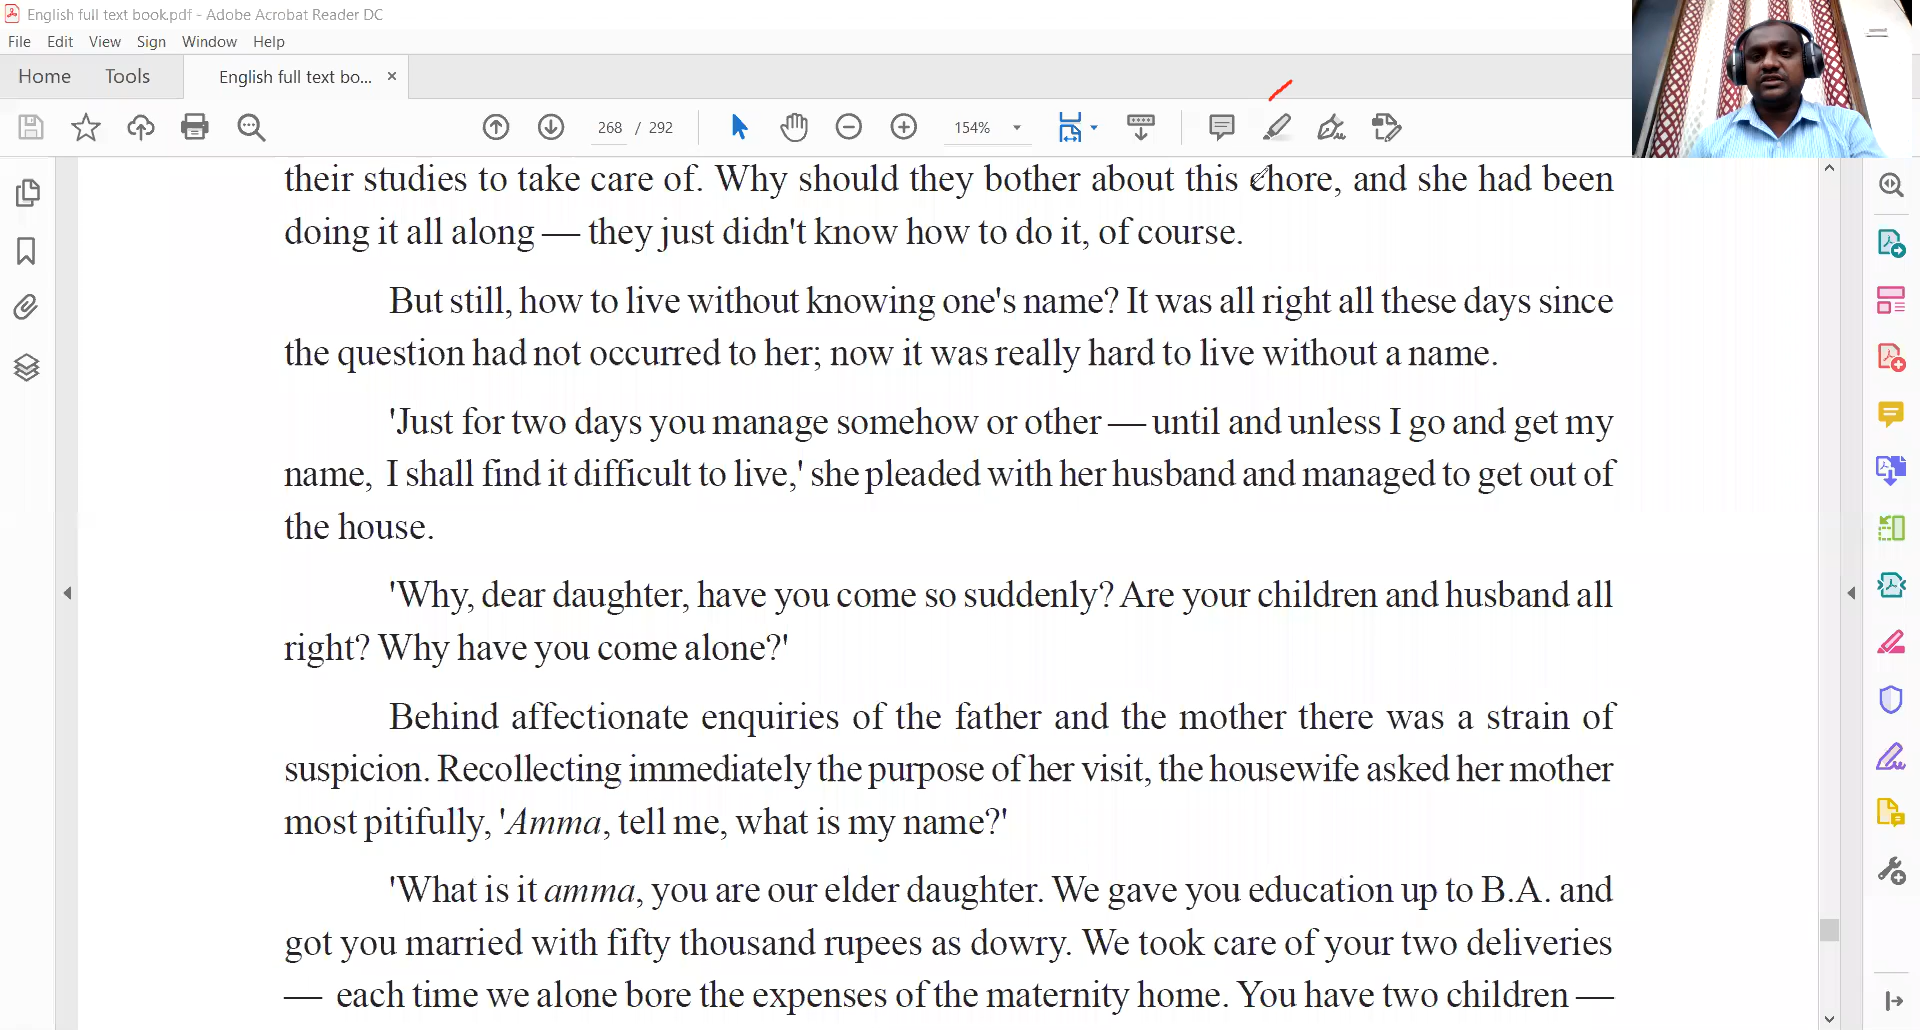 English full text book.pdf - Adobe Acrobat Reader DC
File Edit View Sign Window Help
Home Tools English full text bo... ×
268 / 292 154%
their studies to take care of. Why should they bother about this chore, and she had been
doing it all along — they just didn't know how to do it, of course.
But still, how to live without knowing one's name? It was all right all these days since
the question had not occurred to her; now it was really hard to live without a name.
'Just for two days you manage somehow or other — until and unless I go and get my
name, I shall find it difficult to live,' she pleaded with her husband and managed to get out of
the house.
'Why, dear daughter, have you come so suddenly? Are your children and husband all
right? Why have you come alone?'
Behind affectionate enquiries of the father and the mother there was a strain of
suspicion. Recollecting immediately the purpose of her visit, the housewife asked her mother
most pitifully, 'Amma, tell me, what is my name?'
'What is it amma, you are our elder daughter. We gave you education up to B.A. and
got you married with fifty thousand rupees as dowry. We took care of your two deliveries
— each time we alone bore the expenses of the maternity home. You have two children —